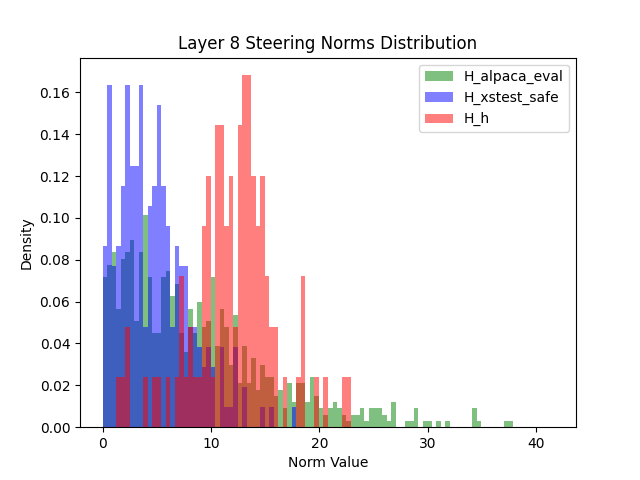 Layer 8 Steering Norms Distribution
H_alpaca_eval
H_xstest_safe
H_h
0.16
0.14
0.12
0.10
0.08
0.06
0.04
0.02
0.00
Density
0 10 20 30 40
Norm Value